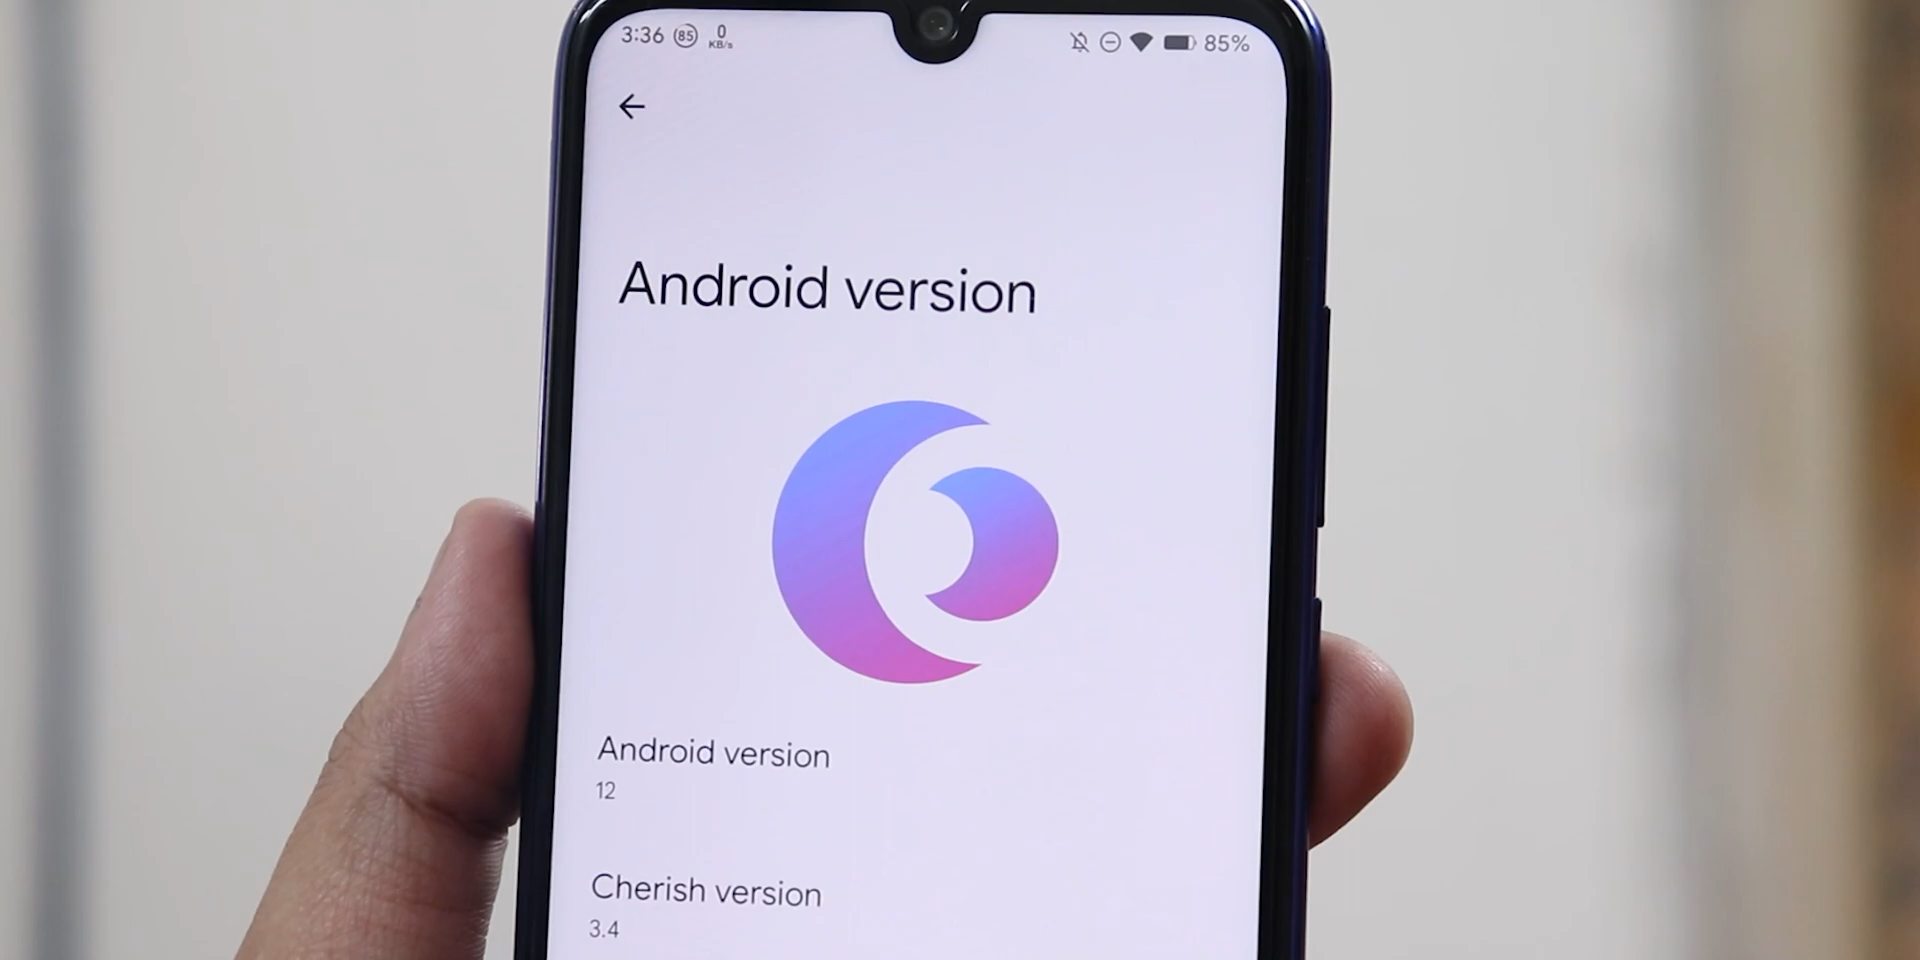 3:36 85 0 KB/s 85%
Android version
Android version
12
Cherish version
3.4